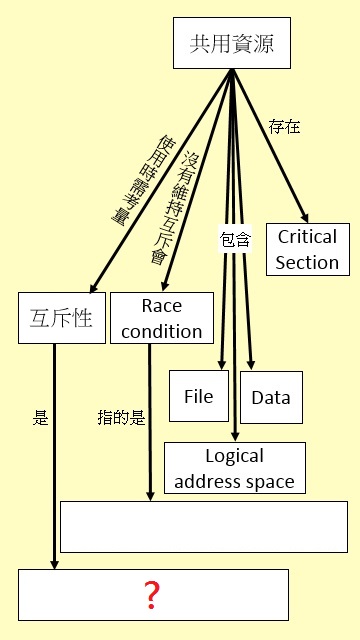 共用資源
存在
使用時需考量
沒有維持互斥會
包含
Critical
Section
互斥性
Race
condition
File
Data
是
指的是
Logical
address space
?